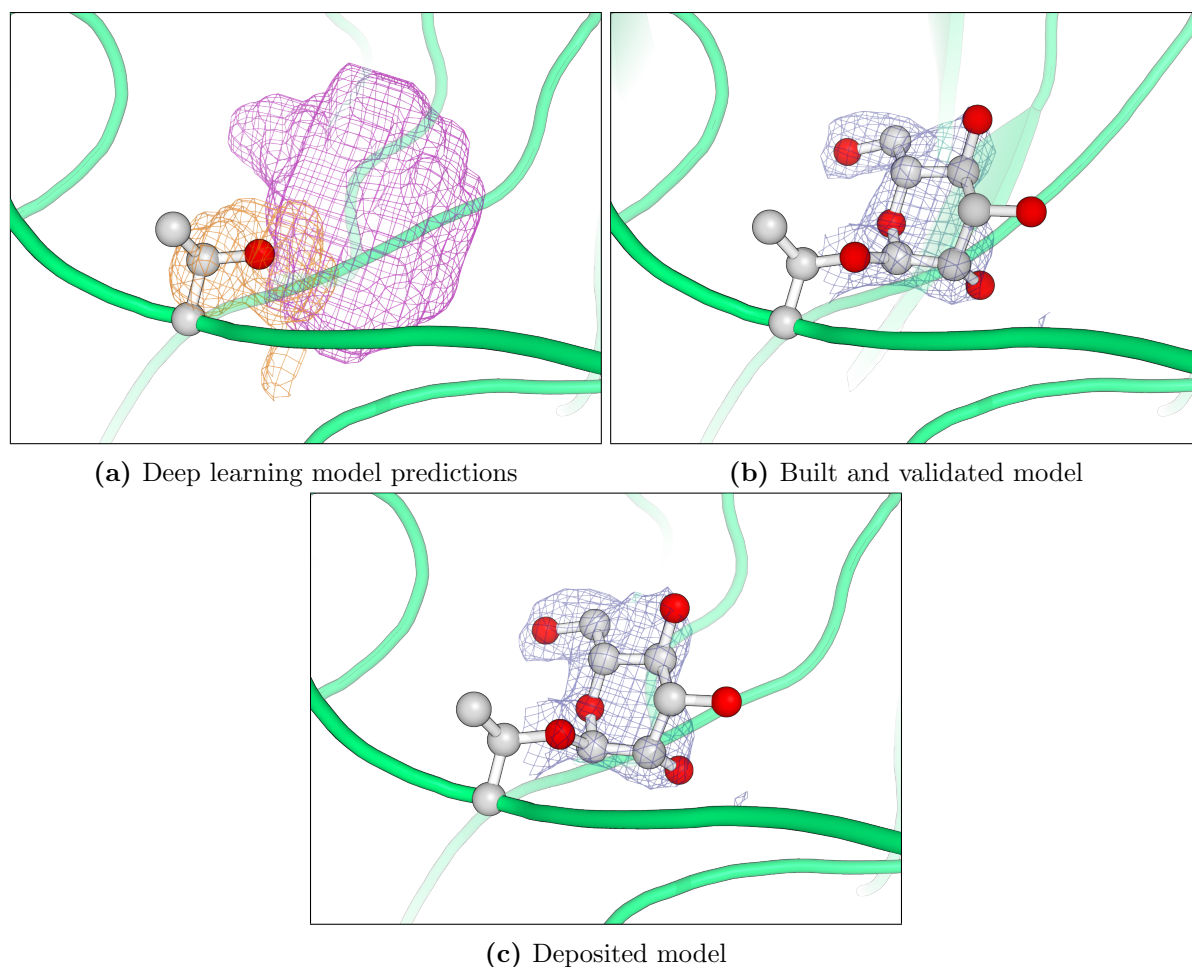 (a) Deep learning model predictions
(b) Built and validated model
(c) Deposited model